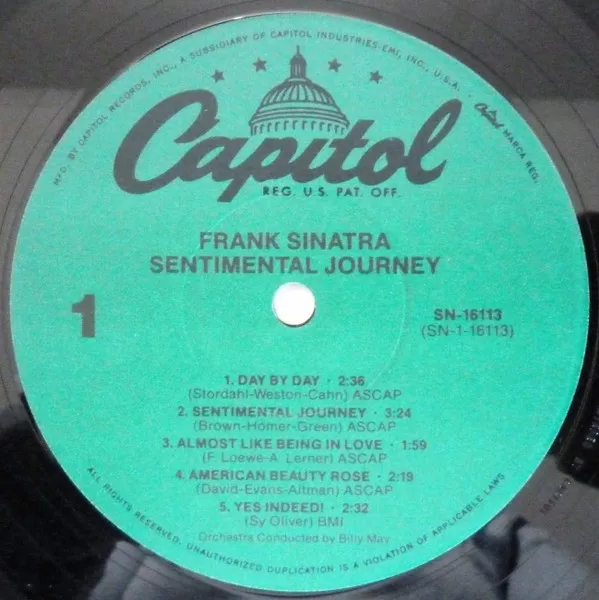 MFD. BY CAPITOL RECORDS, INC., A SUBSIDIARY OF CAPITOL INDUSTRIES-EMI, INC., U.S.A. · Capitol MARCA REG.
Capitol
REG. U.S. PAT. OFF.
FRANK SINATRA
SENTIMENTAL JOURNEY
1
SN-16113
(SN-1-16113)
1. DAY BY DAY · 2:36
(Stordahl-Weston-Cahn) ASCAP
2. SENTIMENTAL JOURNEY · 3:24
(Brown-Homer-Green) ASCAP
3. ALMOST LIKE BEING IN LOVE · 1:59
(F. Loewe-A. Lerner) ASCAP
4. AMERICAN BEAUTY ROSE · 2:19
(David-Evans-Altman) ASCAP
5. YES INDEED! · 2:32
(Sy Oliver) BMI
Orchestra Conducted by Billy May
ALL RIGHTS RESERVED. UNAUTHORIZED DUPLICATION IS A VIOLATION OF APPLICABLE LAWS